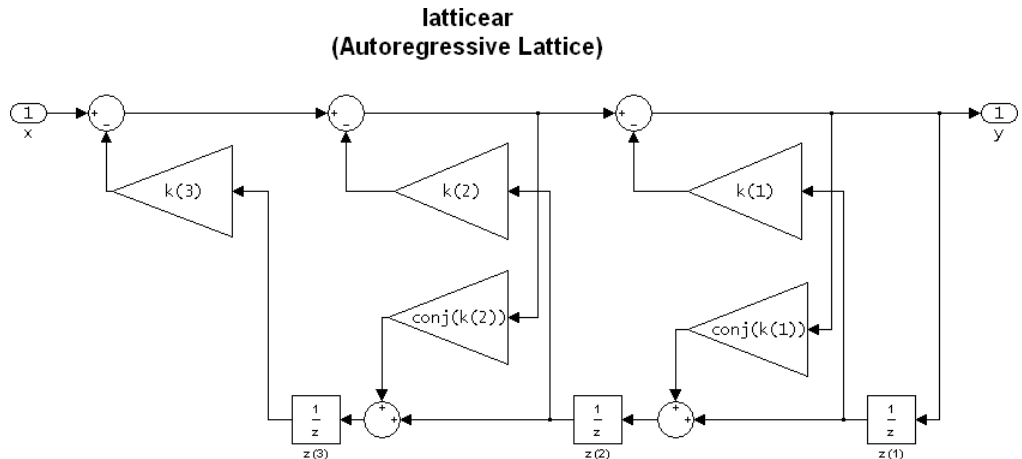 latticear
(Autoregressive Lattice)
1
x
+
-
+
-
+
-
1
y
k(3)
k(2)
k(1)
conj(k(2))
conj(k(1))
1
z
z(3)
+
+
1
z
z(2)
+
+
1
z
z(1)